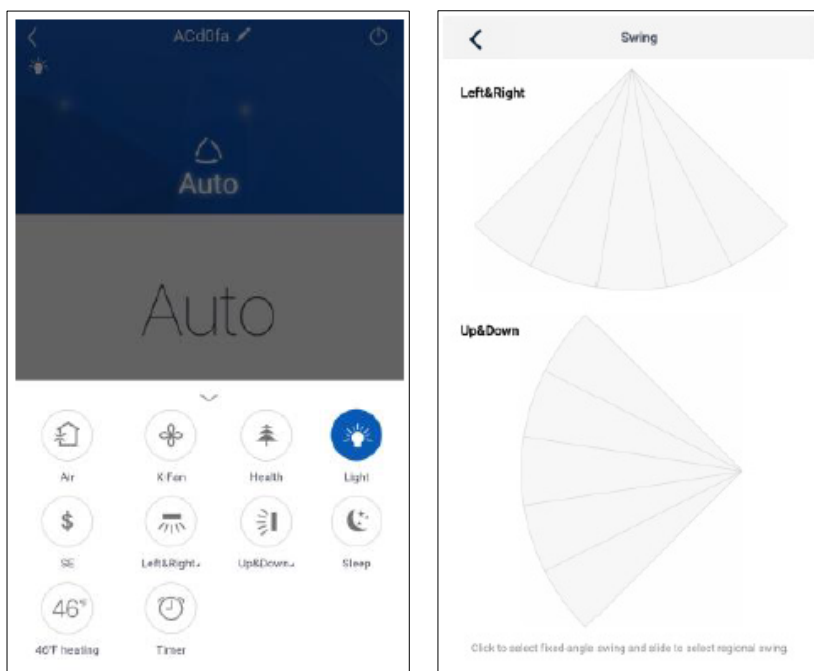 ACd0fa
Auto
Auto
Air
X-Fan
Health
Light
$
SE
Left&Right
Up&Down
Sleep
46°F
46°F heating
Timer
Swing
Left&Right
Up&Down
Click to select fixed-angle swing and slide to select regional swing.